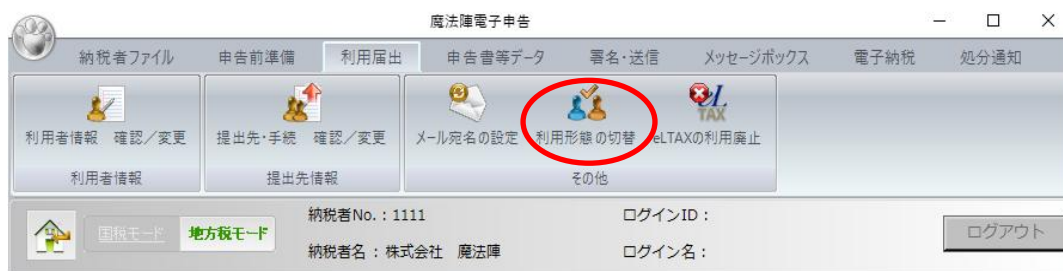 魔法陣電子申告
納税者ファイル 申告前準備 利用届出 申告書等データ 署名・送信 メッセージボックス 電子納税 処分通知
eL
TAX
利用者情報 確認／変更 提出先・手続 確認／変更 メール宛名の設定 利用形態の切替 eLTAXの利用廃止
利用者情報 提出先情報 その他
納税者No.：1111 ログインID：
国税モード 地方税モード ログアウト
納税者名：株式会社 魔法陣 ログイン名：